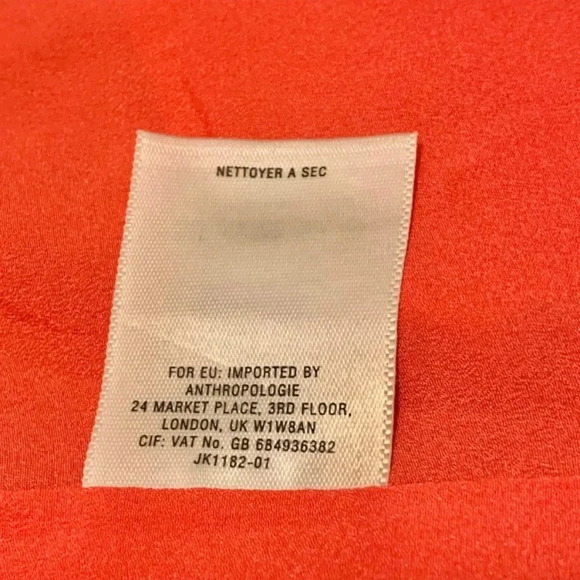 NETTOYER A SEC
FOR EU: IMPORTED BY
ANTHROPOLOGIE
24 MARKET PLACE, 3RD FLOOR,
LONDON, UK W1W8AN
CIF: VAT No. GB 684936382
JK1182-01